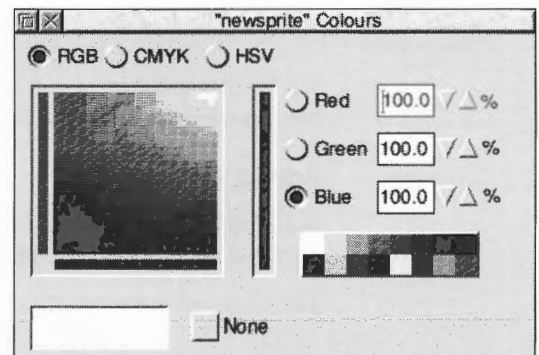 "newsprite" Colours
RGB CMYK HSV
Red 100.0 %
Green 100.0 %
Blue 100.0 %
None